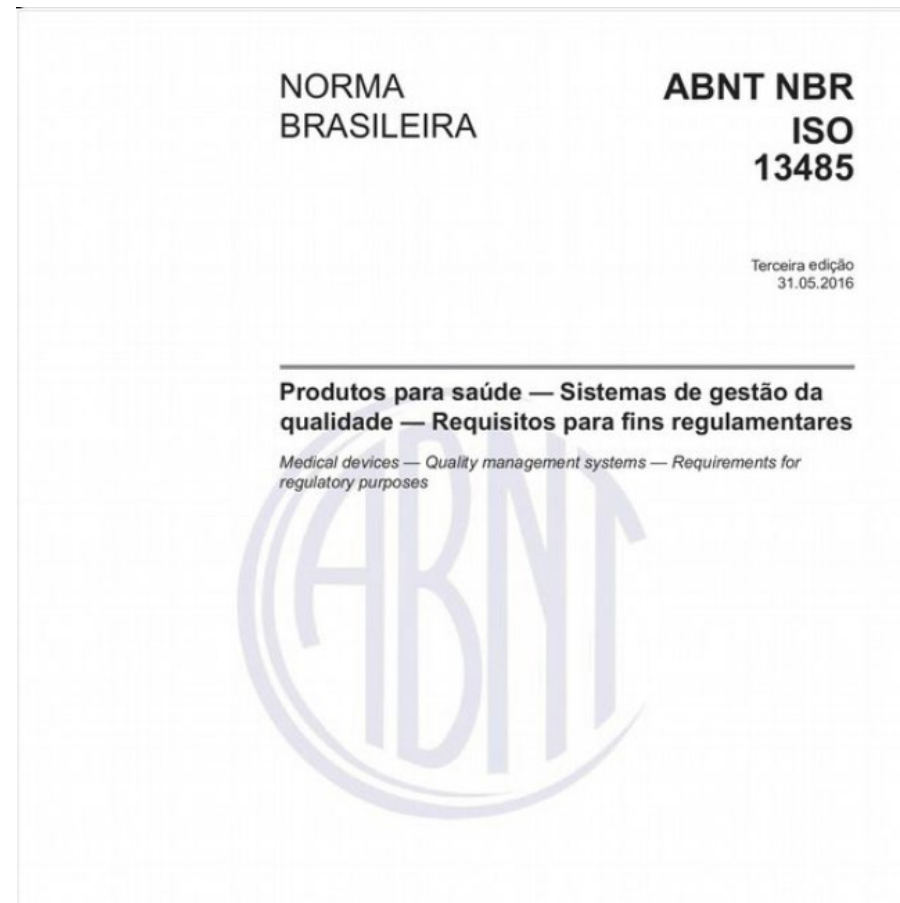 NORMA
BRASILEIRA
ABNT NBR
ISO
13485
Terceira edição
31.05.2016
Produtos para saúde — Sistemas de gestão da
qualidade — Requisitos para fins regulamentares
Medical devices — Quality management systems — Requirements for
regulatory purposes
ABNT